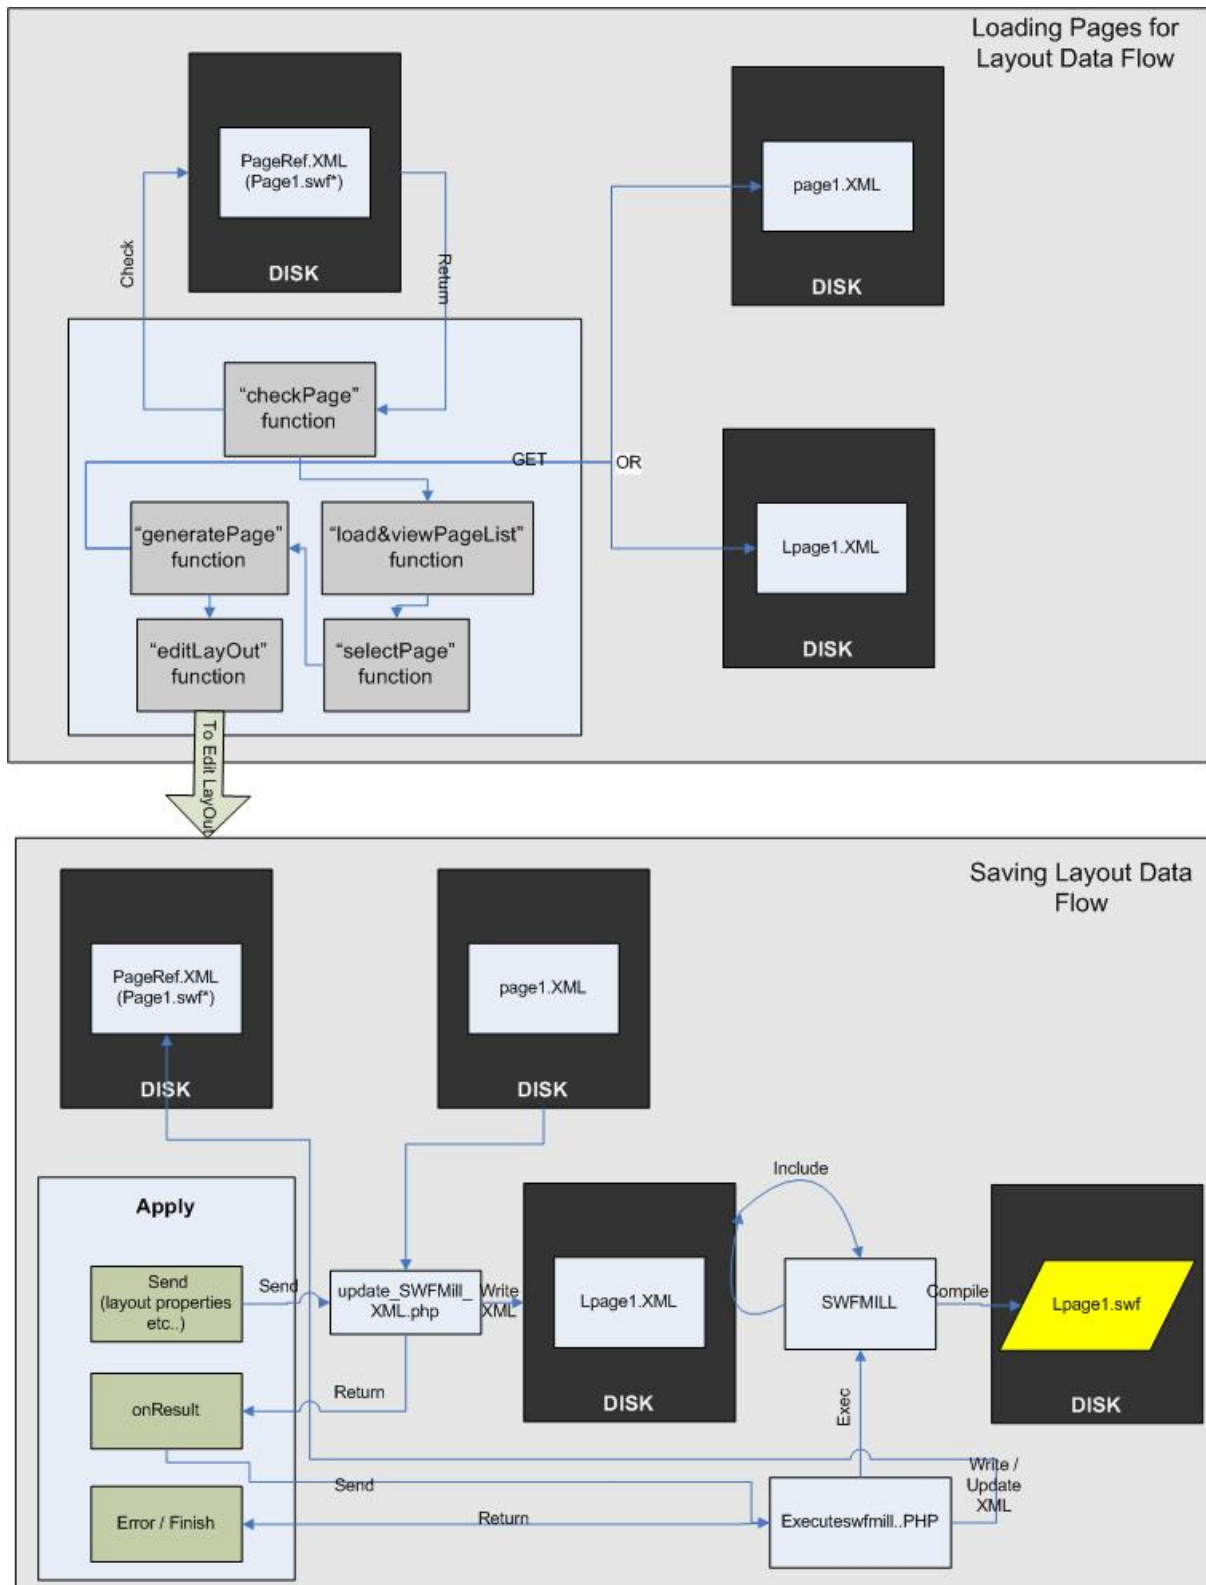 Loading Pages for
Layout Data Flow
PageRef.XML
(Page1.swf*)
DISK
page1.XML
DISK
Check
Return
“checkPage”
function
GET
OR
“generatePage”
function
“load&viewPageList”
function
Lpage1.XML
DISK
“editLayOut”
function
“selectPage”
function
To Edit LayOut
Saving Layout Data
Flow
PageRef.XML
(Page1.swf*)
DISK
page1.XML
DISK
Apply
Send
(layout properties
etc..)
Send
update_SWFMill_
XML.php
Write
XML
Lpage1.XML
DISK
Include
SWFMILL
Compile
Lpage1.swf
DISK
onResult
Return
Exec
Send
Write /
Update
XML
Error / Finish
Return
Executeswfmill..PHP